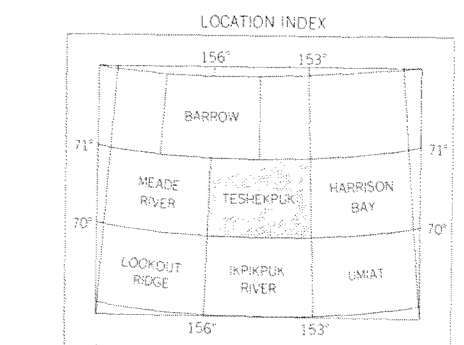 LOCATION INDEX
156° 153°
BARROW
71° 71°
MEADE
RIVER
TESHEKPUK
HARRISON
BAY
70° 70°
LOOKOUT
RIDGE
IKPIKPUK
RIVER
UMIAT
156° 153°